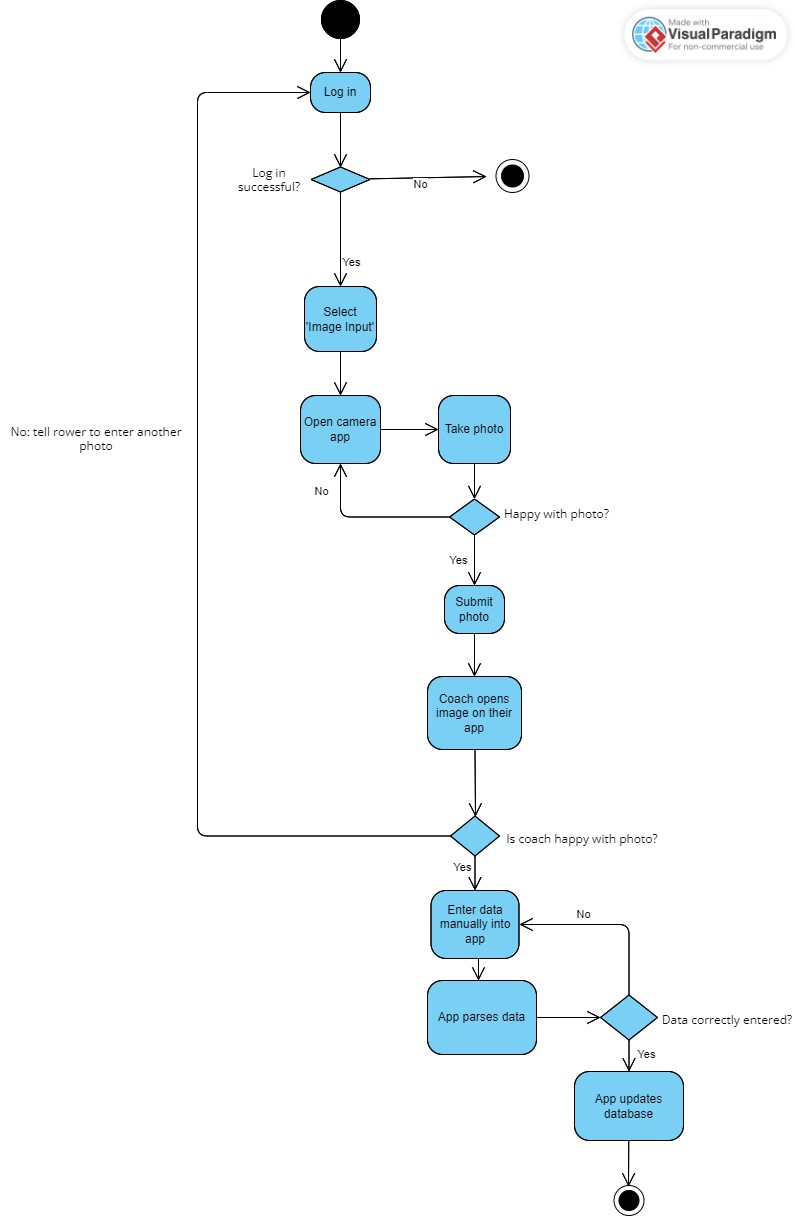 Made with
VisualParadigm
For non-commercial use
Log in
Log in
successful?
No
Yes
Select
'Image Input'
Open camera
app
Take photo
No: tell rower to enter another
photo
No
Happy with photo?
Yes
Submit
photo
Coach opens
image on their
app
Is coach happy with photo?
Yes
Enter data
manually into
app
No
App parses data
Data correctly entered?
Yes
App updates
database